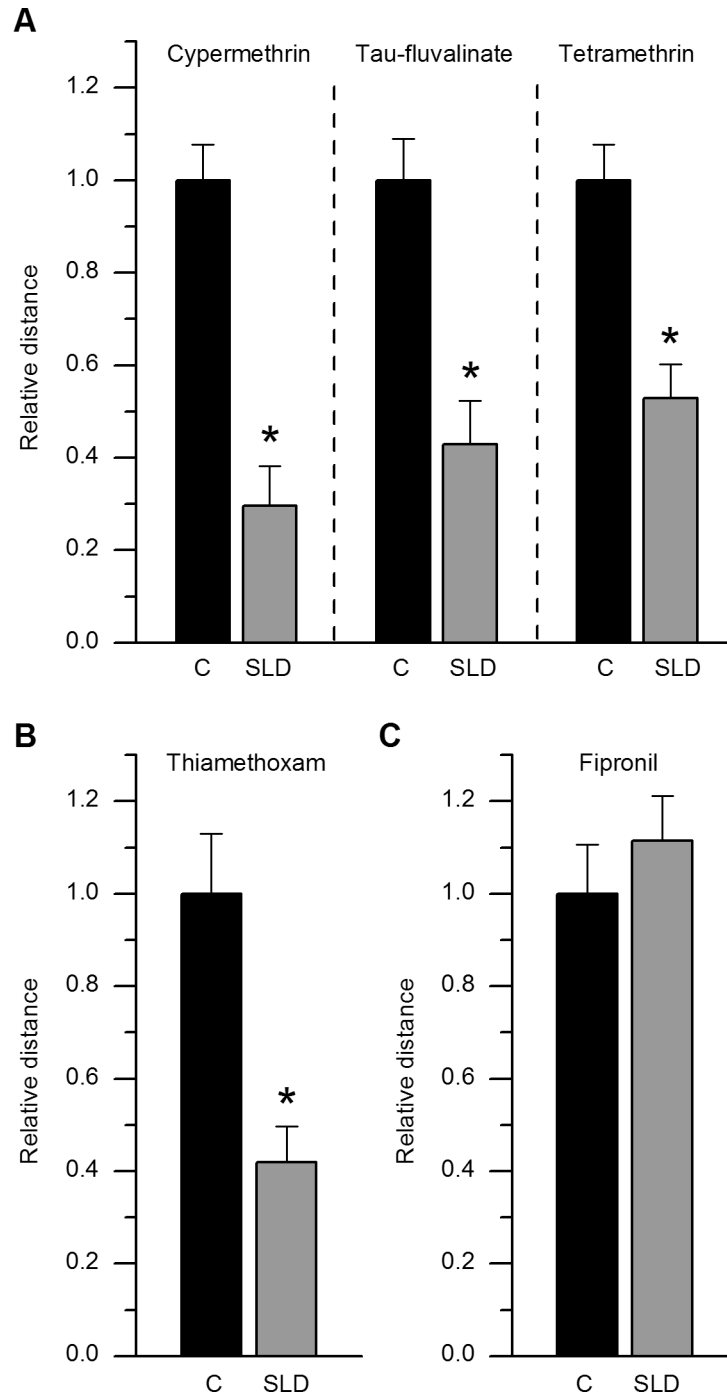 A
Cypermethrin Tau-fluvalinate Tetramethrin
1.2
1.0
0.8
0.6
0.4
0.2
0.0
Relative distance
* * *
C SLD C SLD C SLD
B
Thiamethoxam
1.2
1.0
0.8
0.6
0.4
0.2
0.0
Relative distance
*
C SLD
C
Fipronil
1.2
1.0
0.8
0.6
0.4
0.2
0.0
Relative distance
C SLD